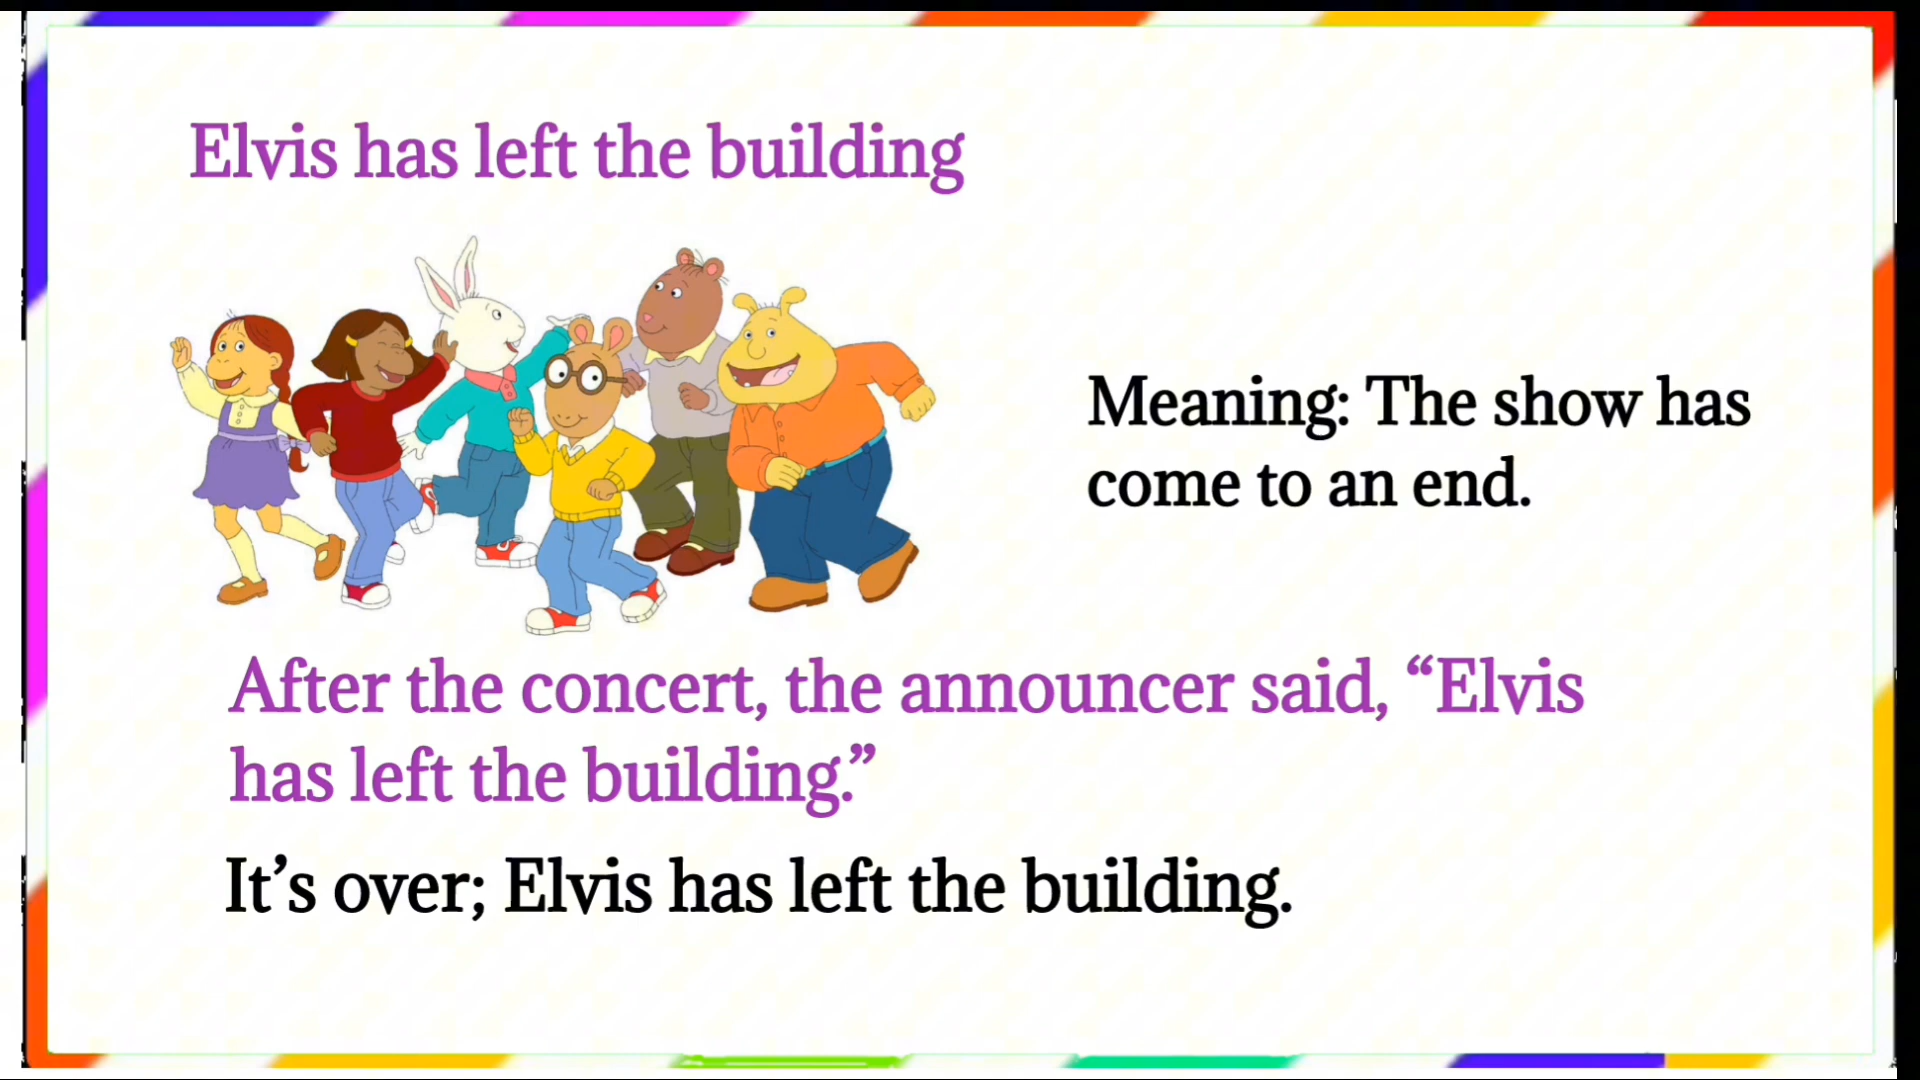 Elvis has left the building
Meaning: The show has
come to an end.
After the concert, the announcer said, “Elvis
has left the building.”
It’s over; Elvis has left the building.